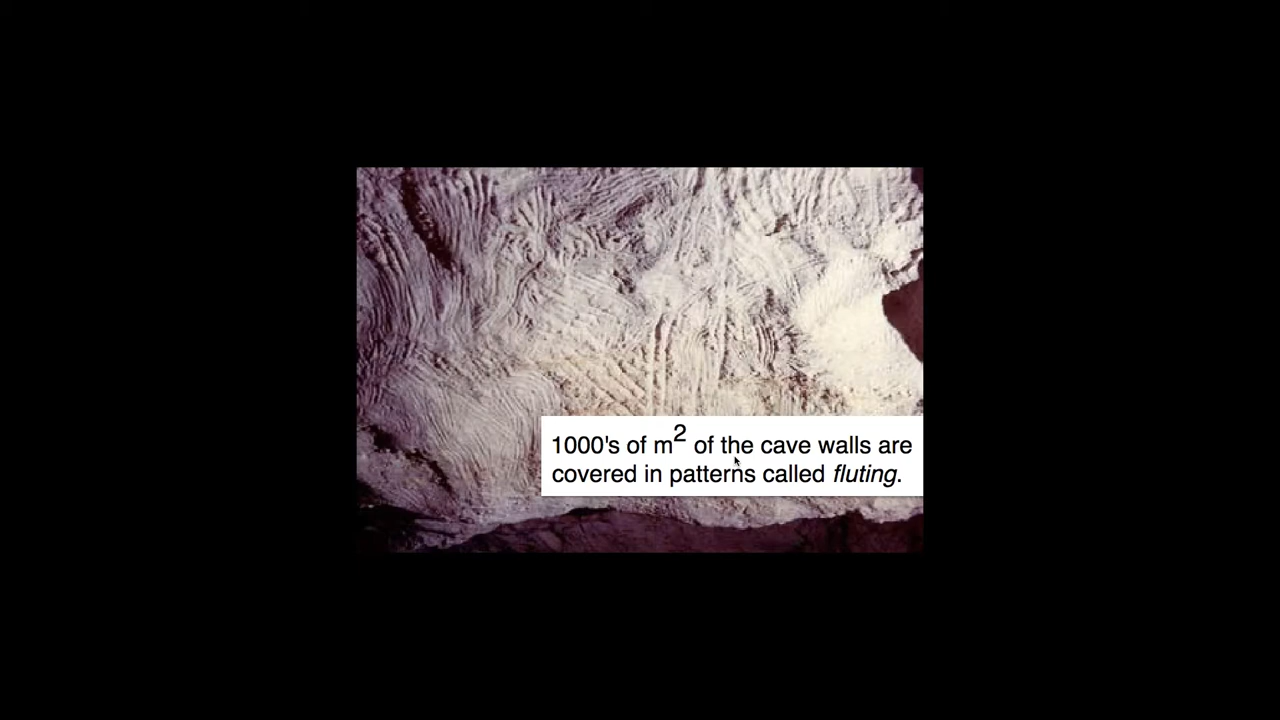 1000's of m² of the cave walls are
covered in patterns called fluting.